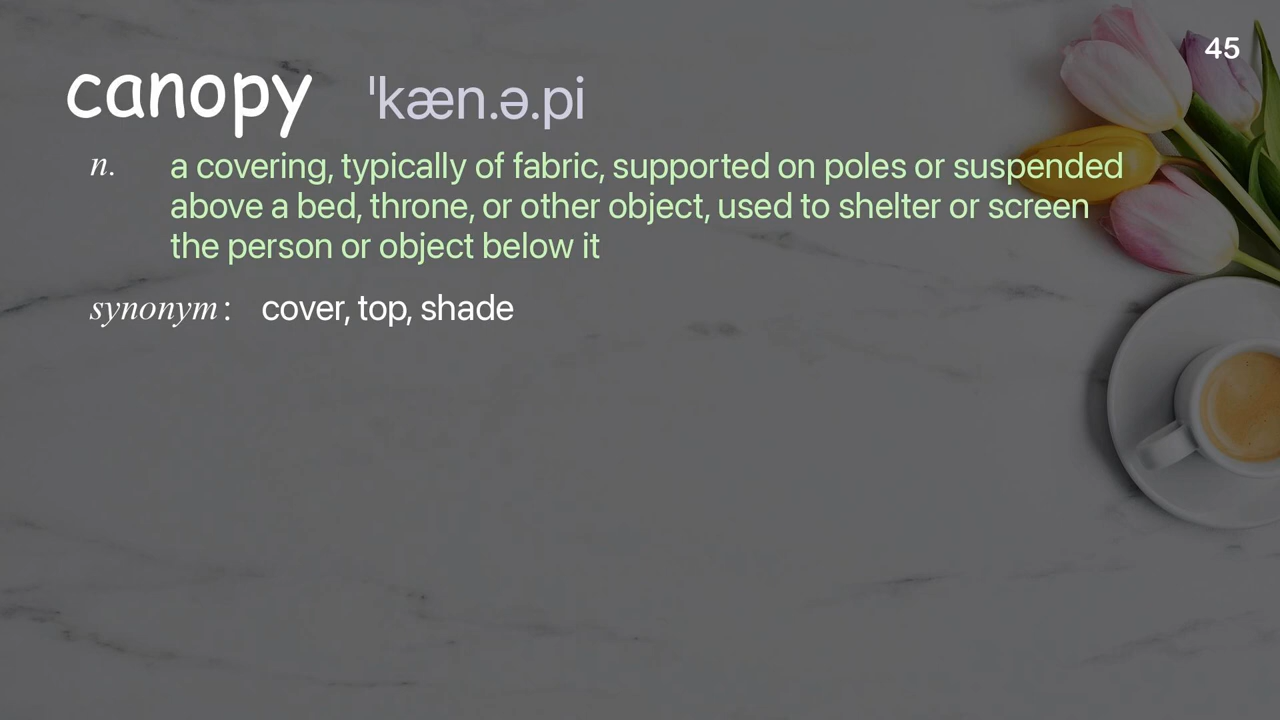 45
canopy ˈkæn.ə.pi
n. a covering, typically of fabric, supported on poles or suspended
above a bed, throne, or other object, used to shelter or screen
the person or object below it
synonym: cover, top, shade